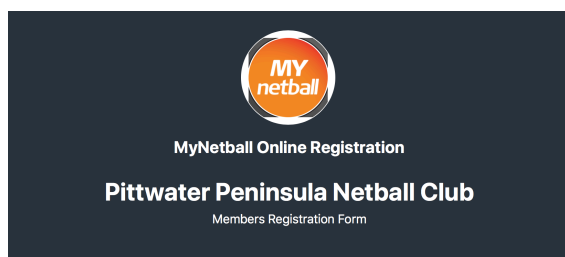 MY
netball
MyNetball Online Registration
Pittwater Peninsula Netball Club
Members Registration Form